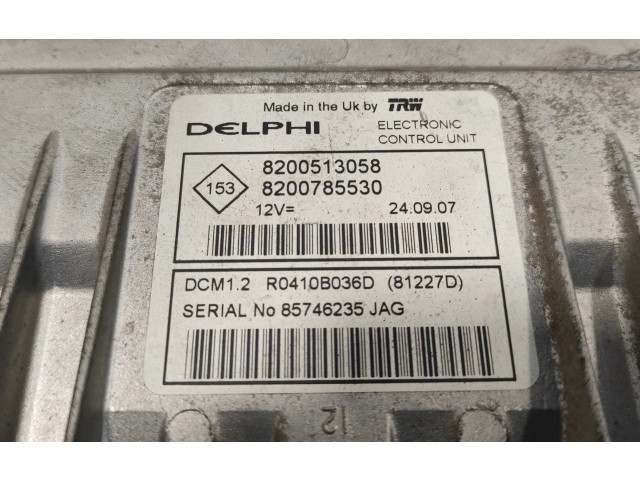 Made in the Uk by TRW
DELPHI ELECTRONIC
CONTROL UNIT
153 8200513058
8200785530
12V= 24.09.07
DCM1.2 R0410B036D (81227D)
SERIAL No 85746235 JAG
12